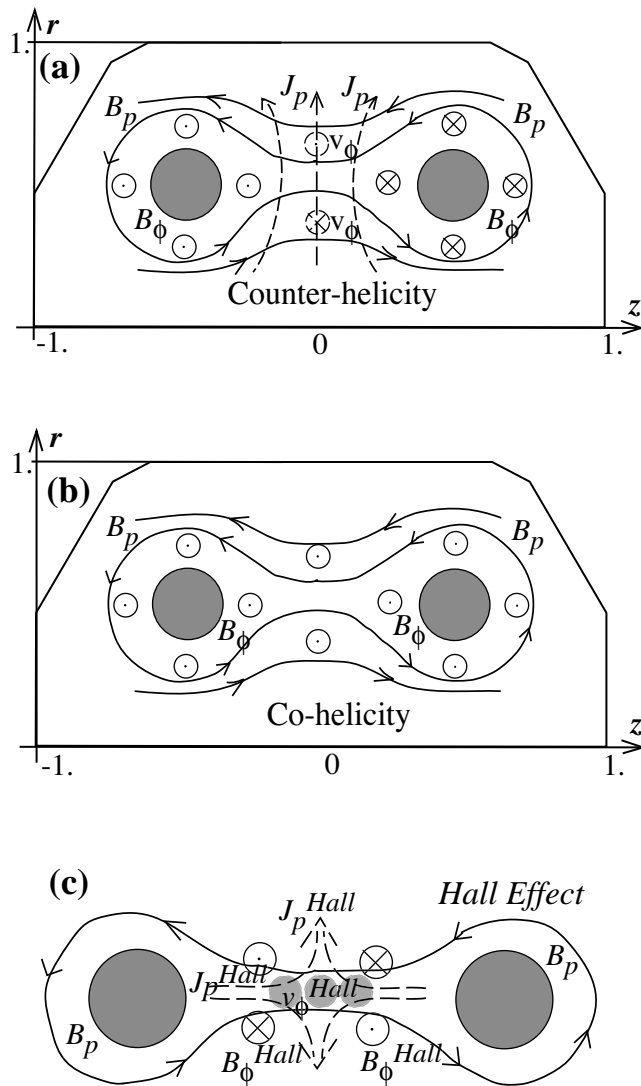 r
1.
(a)
J_p J_p
B_p B_p
v_ϕ
B_ϕ B_ϕ
v_ϕ
Counter-helicity
z
-1. 0 1.
r
1.
(b)
B_p B_p
B_ϕ B_ϕ
Co-helicity
z
-1. 0 1.
(c)
J_p^Hall Hall Effect
J_p^Hall B_p
v_ϕ^Hall
B_p
B_ϕ^Hall B_ϕ^Hall